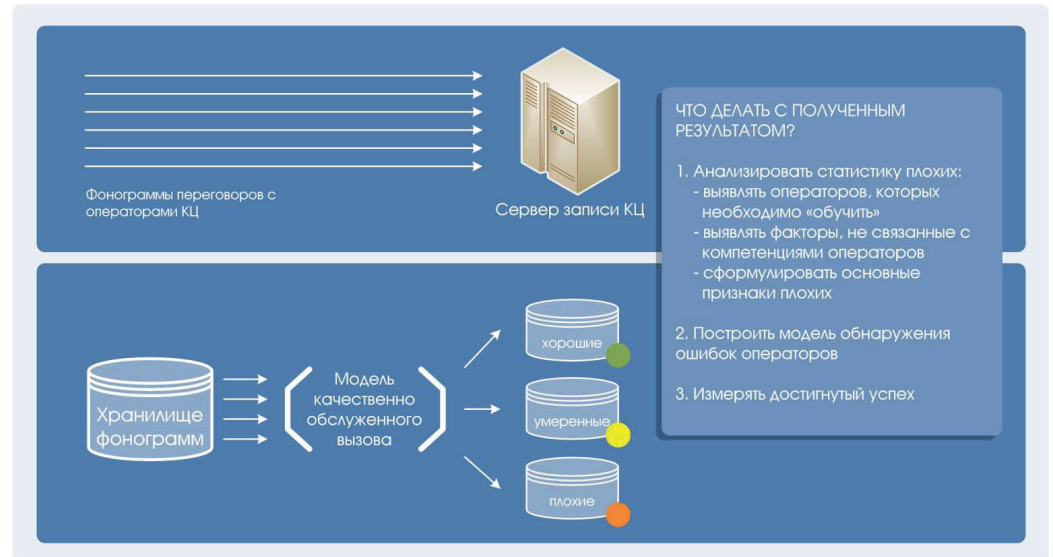 Фонограммы переговоров с
операторами КЦ
Сервер записи КЦ
ЧТО ДЕЛАТЬ С ПОЛУЧЕННЫМ
РЕЗУЛЬТАТОМ?
1. Анализировать статистику плохих:
- выявлять операторов, которых
необходимо «обучить»
- выявлять факторы, не связанные с
компетенциями операторов
- сформулировать основные
признаки плохих
2. Построить модель обнаружения
ошибок операторов
3. Измерять достигнутый успех
Хранилище
фонограмм
Модель
качественно
обслуженного
вызова
хорошие
умеренные
плохие